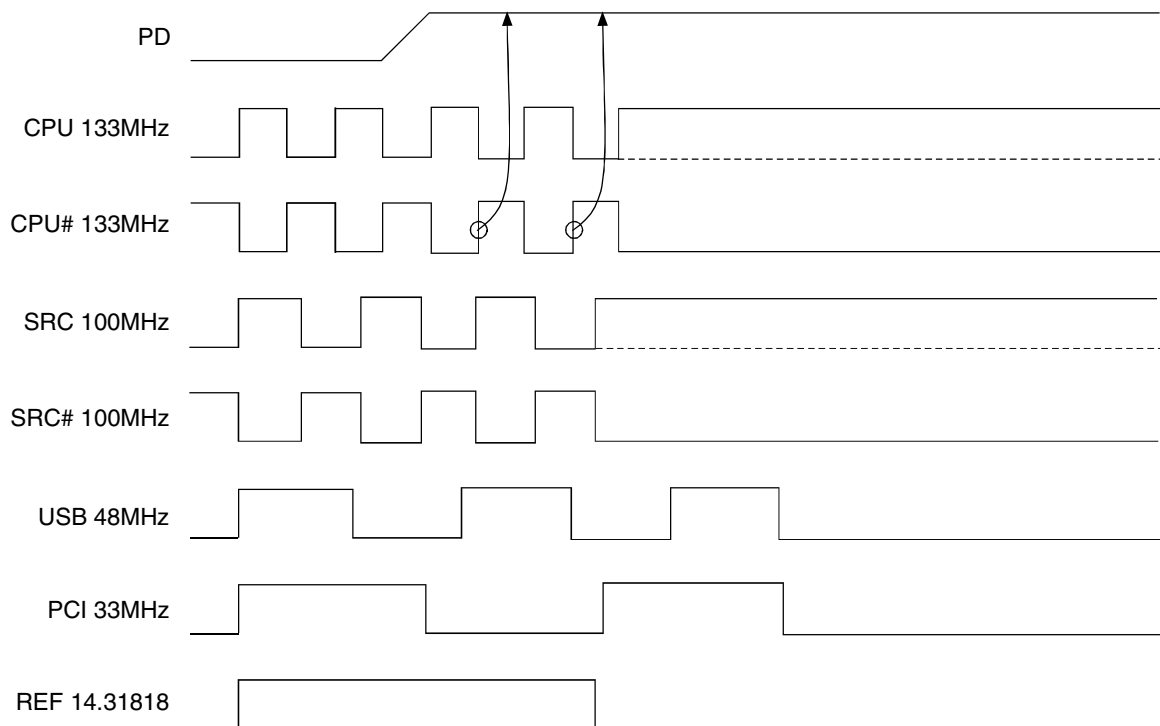 PD
CPU 133MHz
CPU# 133MHz
SRC 100MHz
SRC# 100MHz
USB 48MHz
PCI 33MHz
REF 14.31818